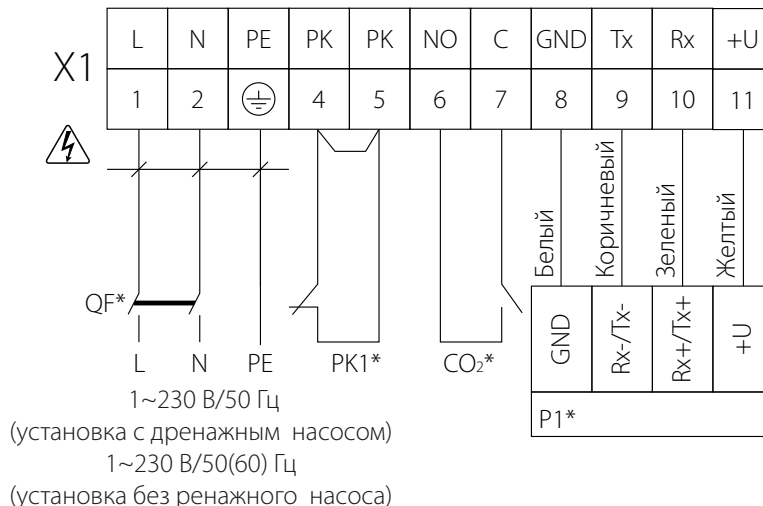 X1
L N PE PK PK NO C GND Tx Rx +U
1 2 4 5 6 7 8 9 10 11
Белый
Коричневый
Зеленый
Желтый
QF*
GND
Rx-/Tx-
Rx+/Tx+
+U
L N PE PK1* CO₂*
P1*
1~230 В/50 Гц
(установка с дренажным насосом)
1~230 В/50(60) Гц
(установка без ренажного насоса)